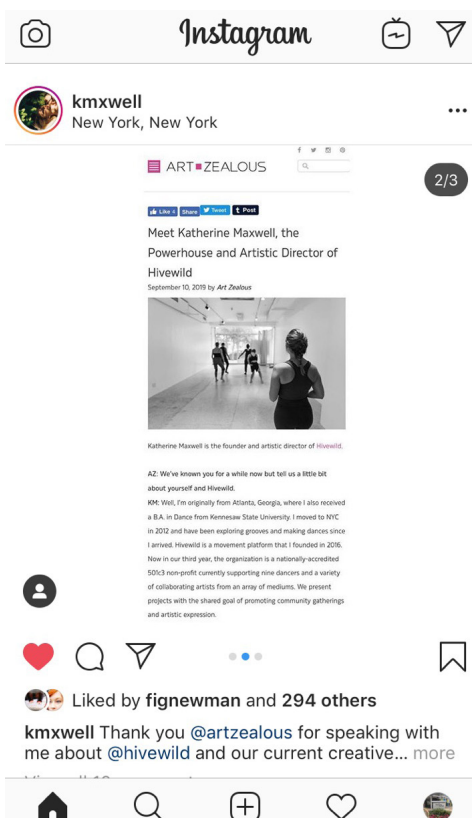 Instagram
kmxwell
New York, New York
2/3
ART ZEALOUS
Like 4 Share Tweet Post
Meet Katherine Maxwell, the
Powerhouse and Artistic Director of
Hivewild
September 10, 2019 by Art Zealous
Katherine Maxwell is the founder and artistic director of Hivewild.
AZ: We've known you for a while now but tell us a little bit
about yourself and Hivewild.
KM: Well, I'm originally from Atlanta, Georgia, where I also received
a B.A. in Dance from Kennesaw State University. I moved to NYC
in 2012 and have been exploring grooves and making dances since
I arrived. Hivewild is a movement platform that I founded in 2016.
Now in our third year, the organization is a nationally-accredited
501c3 non-profit currently supporting nine dancers and a variety
of collaborating artists from an array of mediums. We present
projects with the shared goal of promoting community gatherings
and artistic expression.
Liked by fignewman and 294 others
kmxwell Thank you @artzealous for speaking with
me about @hivewild and our current creative... more